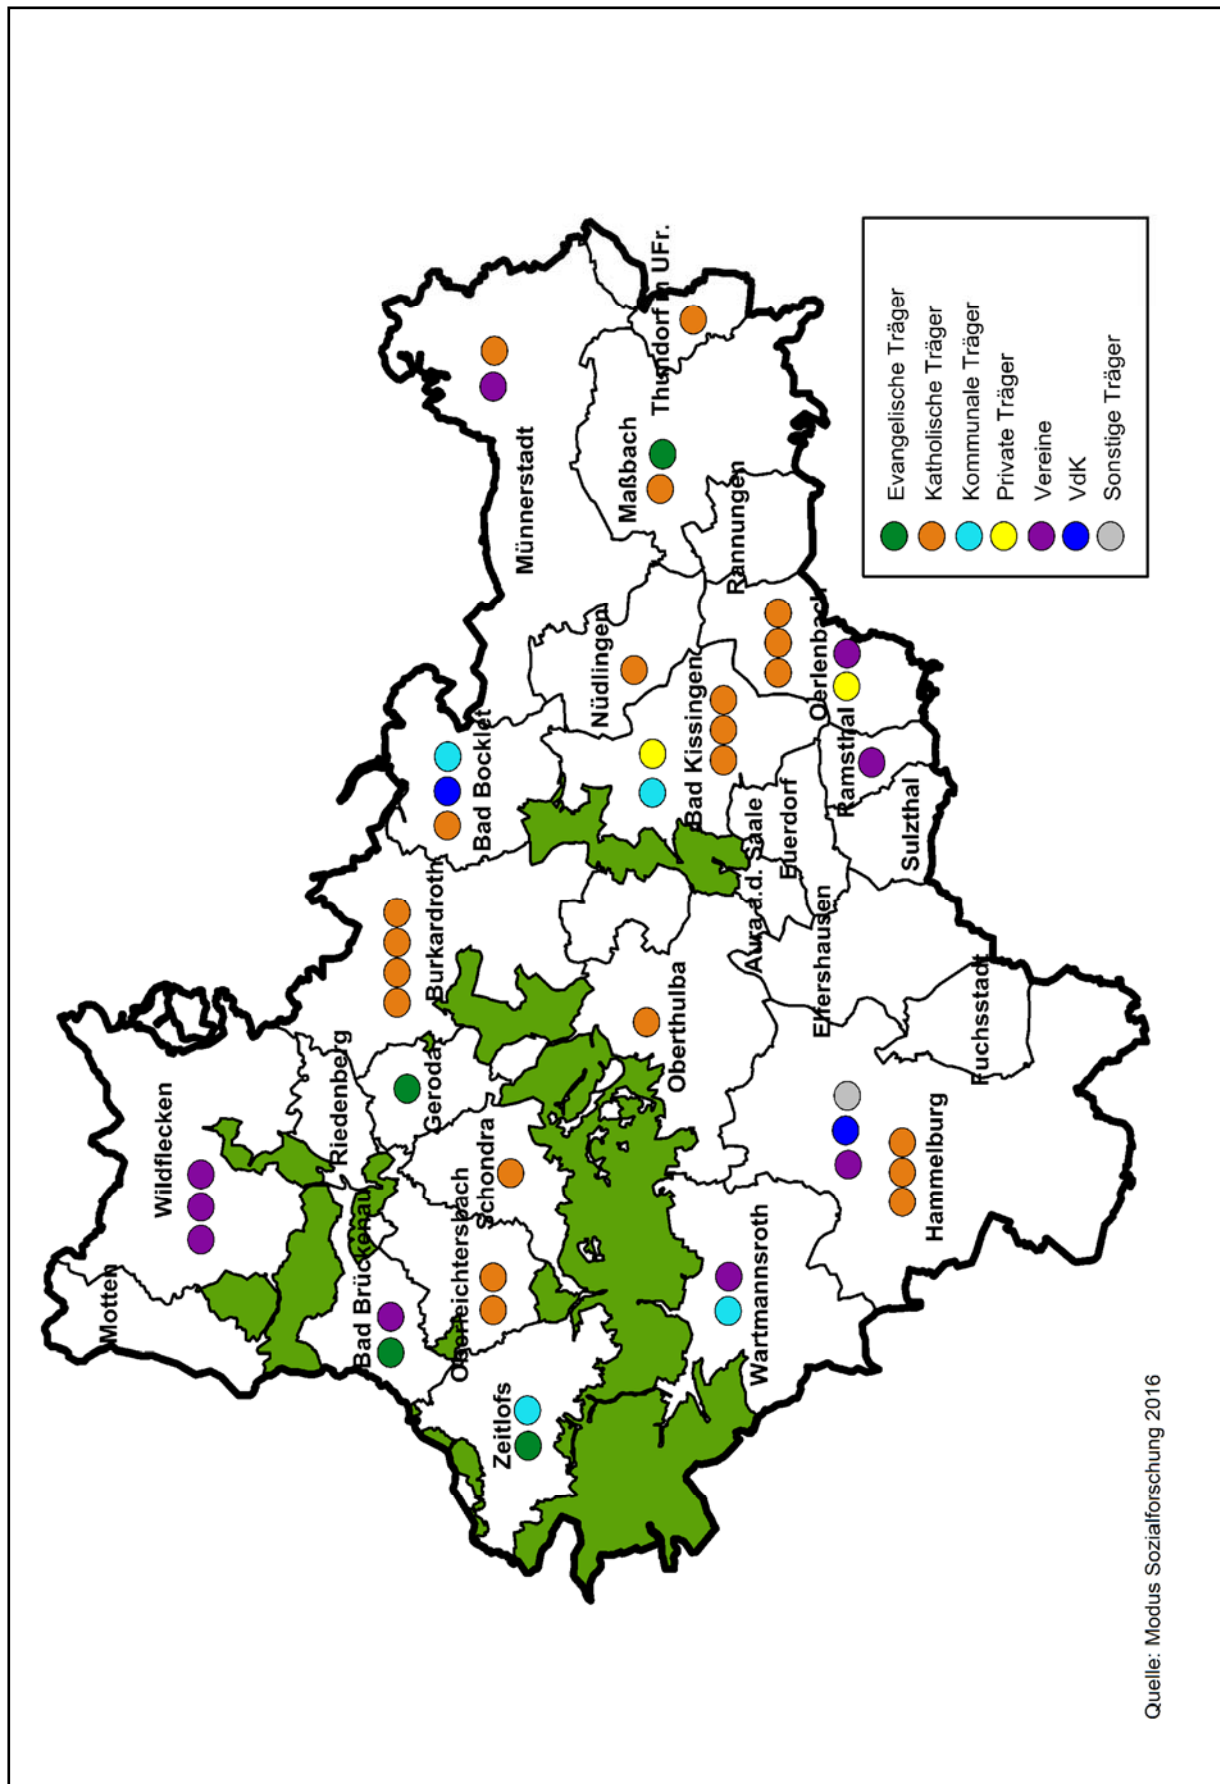 Motten
Wildflecken
Riedenberg
Bad Brückenau
Geroda
Burkardroth
Bad Bocklet
Münnerstadt
Oberleichtersbach
Schondra
Zeitlofs
Oberthulba
Nüdlingen
Maßbach
Thundorf in UFr.
Bad Kissingen
Rannungen
Wartmannsroth
Aura a.d. Saale
Euerdorf
Oerlenbach
Ramsthal
Elfershausen
Sulzthal
Hammelburg
Fuchsstadt
Evangelische Träger
Katholische Träger
Kommunale Träger
Private Träger
Vereine
VdK
Sonstige Träger
Quelle: Modus Sozialforschung 2016